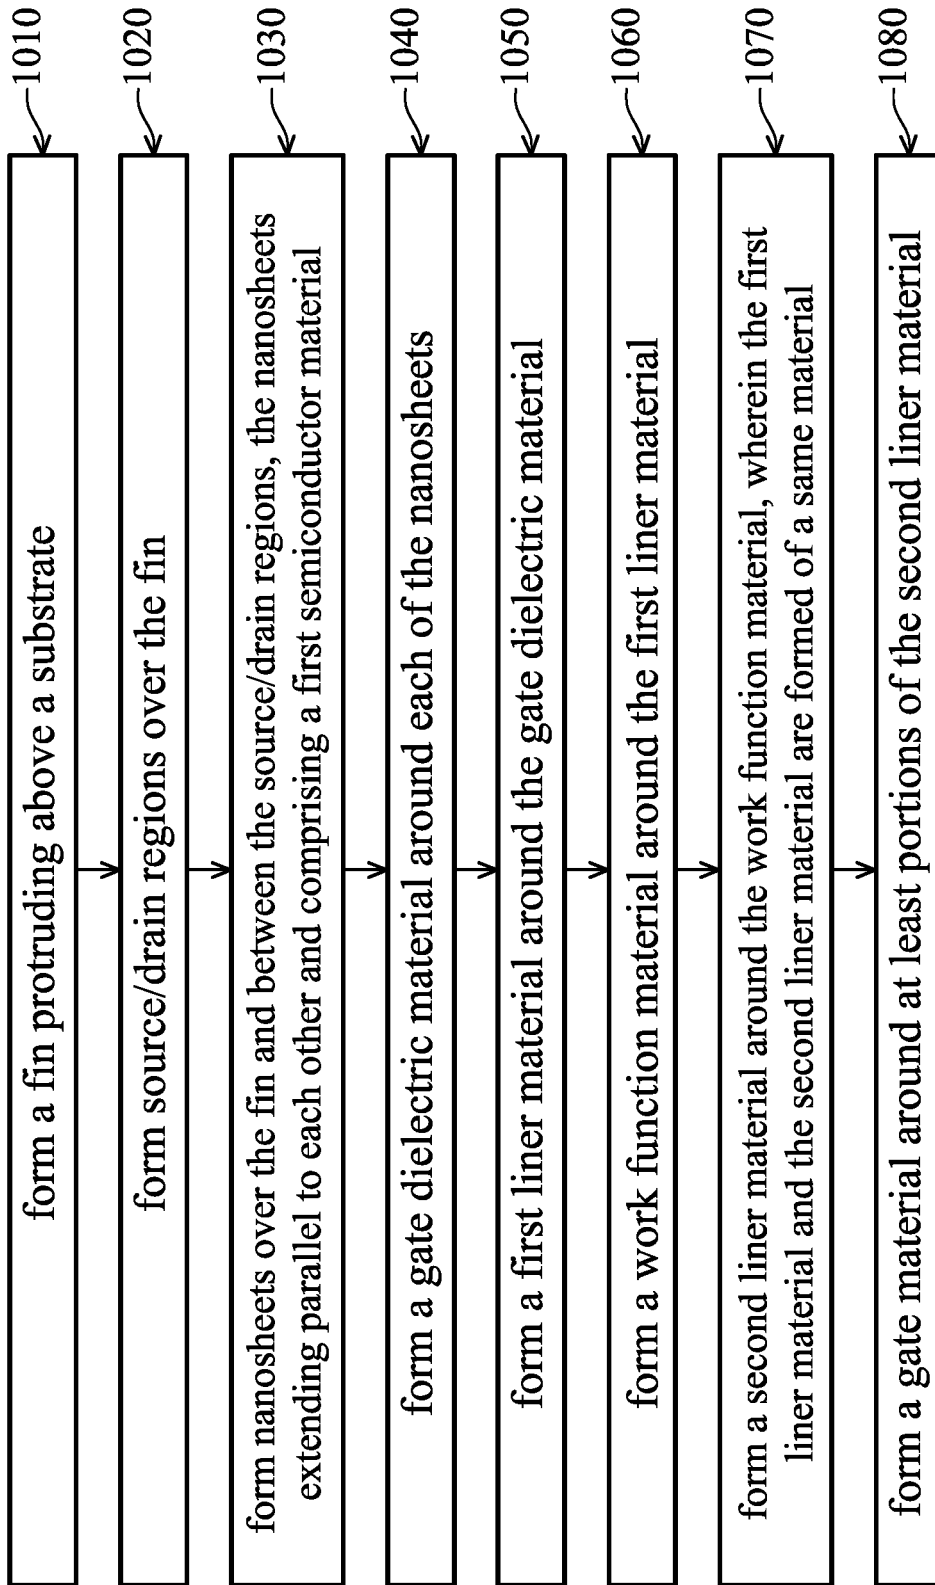 form a fin protruding above a substrate
1010
form source/drain regions over the fin
1020
form nanosheets over the fin and between the source/drain regions, the nanosheets
extending parallel to each other and comprising a first semiconductor material
1030
form a gate dielectric material around each of the nanosheets
1040
form a first liner material around the gate dielectric material
1050
form a work function material around the first liner material
1060
form a second liner material around the work function material, wherein the first
liner material and the second liner material are formed of a same material
1070
form a gate material around at least portions of the second liner material
1080